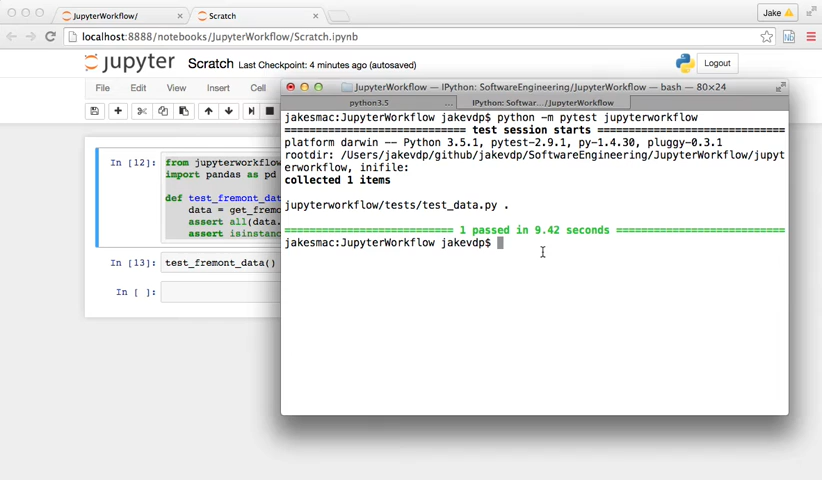 JupyterWorkflow/
Scratch
Jake
localhost:8888/notebooks/JupyterWorkflow/Scratch.ipynb
jupyter Scratch Last Checkpoint: 4 minutes ago (autosaved)
Logout
File Edit View Insert Cell
JupyterWorkflow — IPython: SoftwareEngineering/JupyterWorkflow — bash — 80×24
python3.5 ... IPython: Softwar.../JupyterWorkflow
jakesmac:JupyterWorkflow jakevdp$ python -m pytest jupyterworkflow
============================= test session starts ==============================
platform darwin -- Python 3.5.1, pytest-2.9.1, py-1.4.30, pluggy-0.3.1
rootdir: /Users/jakevdp/github/jakevdp/SoftwareEngineering/JupyterWorkflow/jupyt
erworkflow, inifile:
collected 1 items
jupyterworkflow/tests/test_data.py .
=========================== 1 passed in 9.42 seconds ===========================
jakesmac:JupyterWorkflow jakevdp$
In [12]: from jupyterworkflow
import pandas as pd
def test_fremont_dat
data = get_fremo
assert all(data.
assert isinstanc
In [13]: test_fremont_data()
In [ ]: